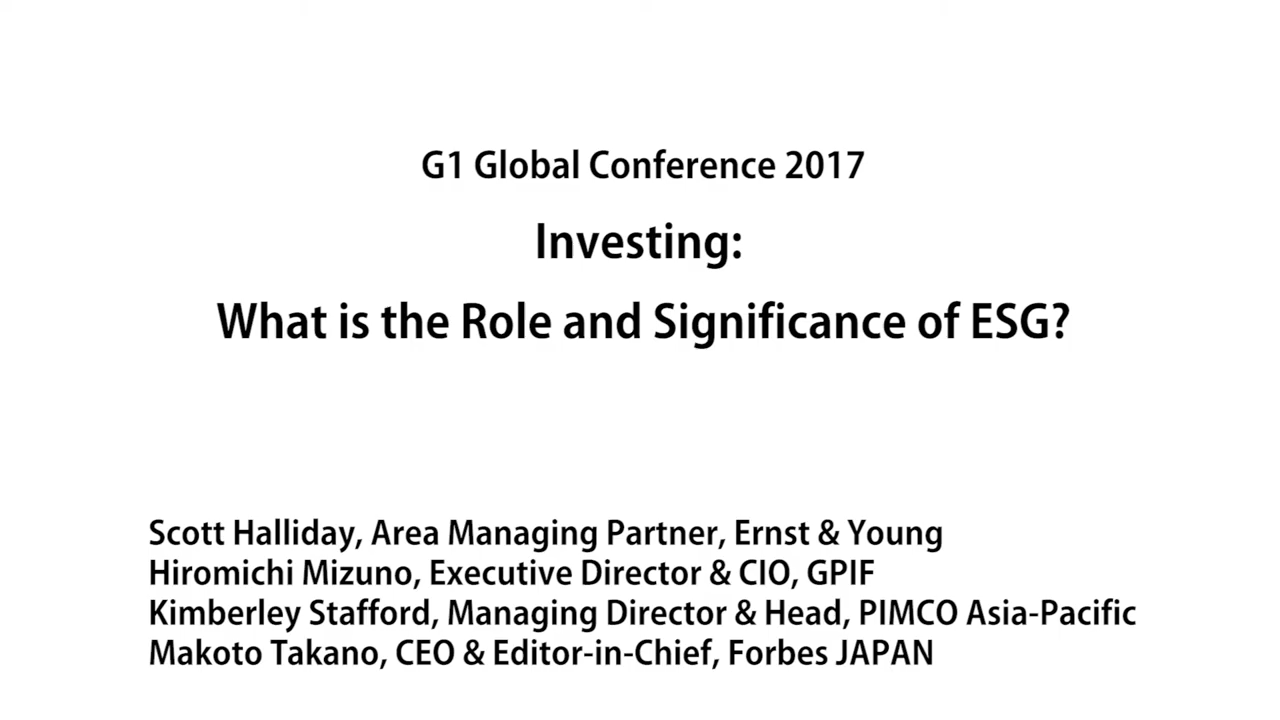 G1 Global Conference 2017
Investing:
What is the Role and Significance of ESG?
Scott Halliday, Area Managing Partner, Ernst & Young
Hiromichi Mizuno, Executive Director & CIO, GPIF
Kimberley Stafford, Managing Director & Head, PIMCO Asia-Pacific
Makoto Takano, CEO & Editor-in-Chief, Forbes JAPAN